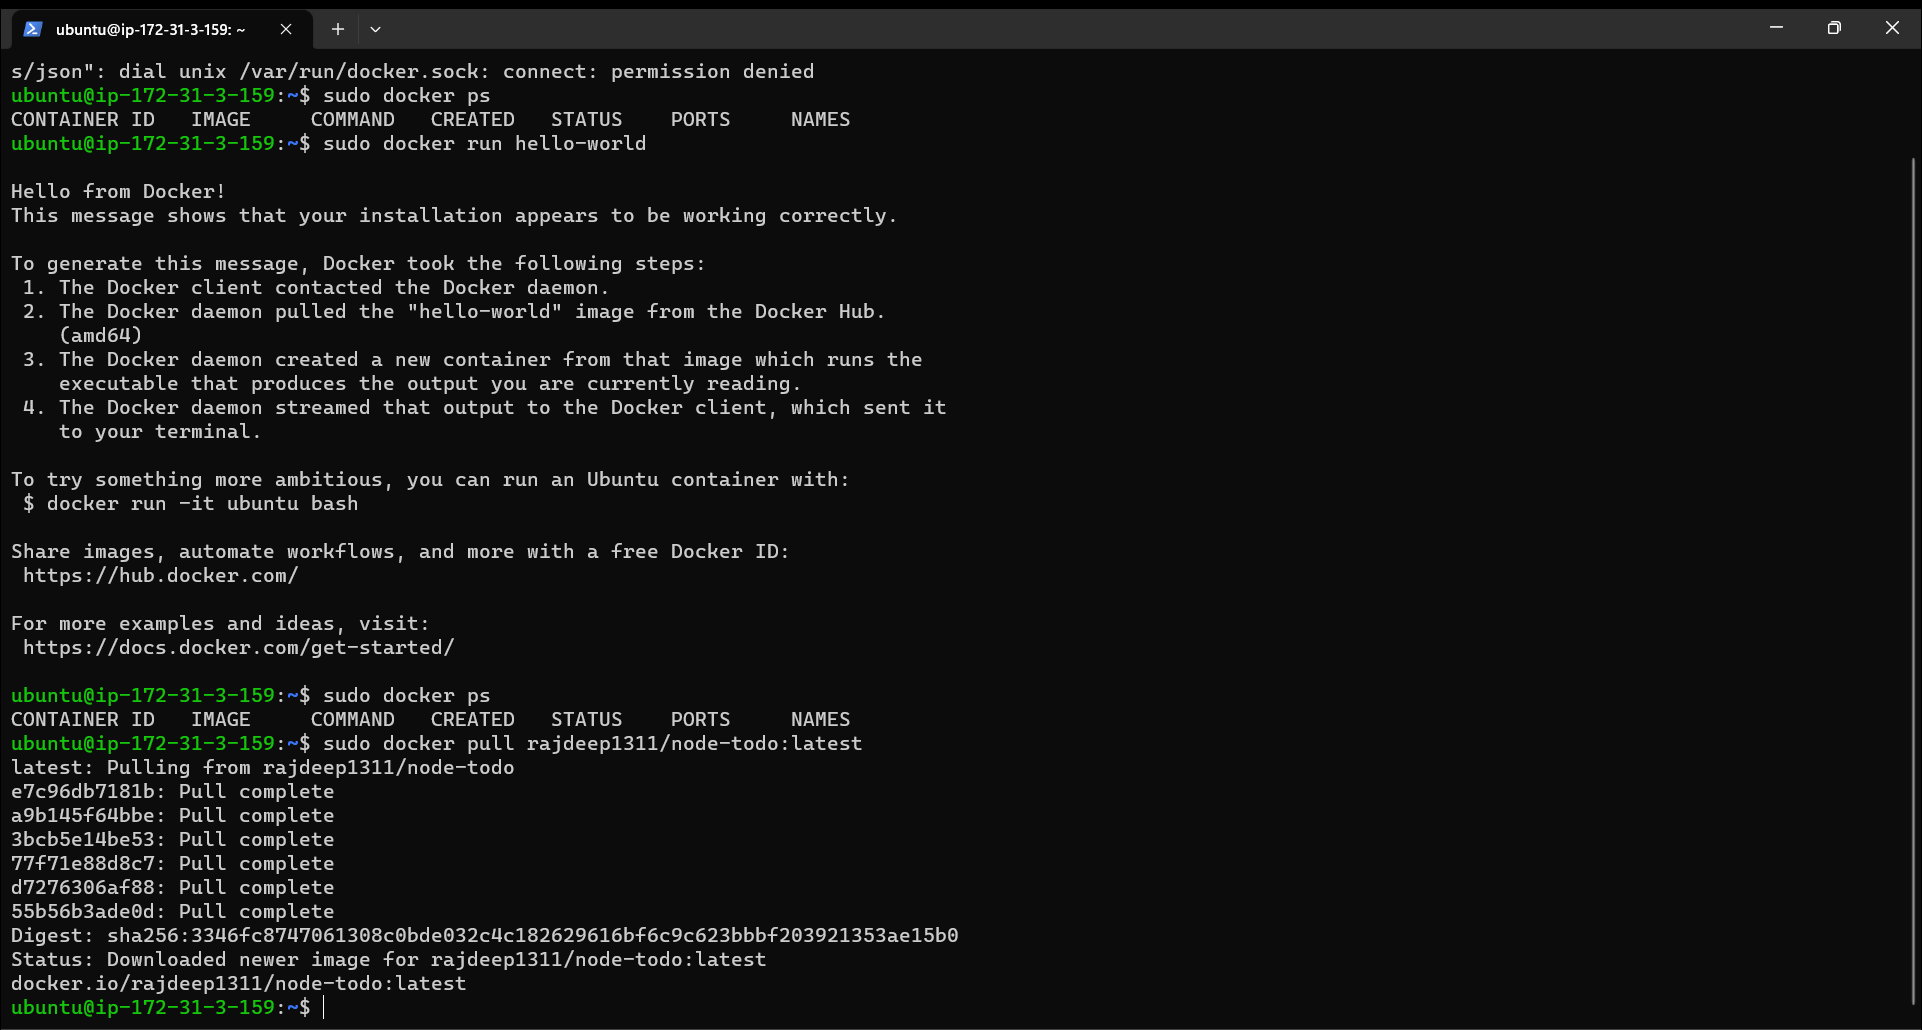 ubuntu@ip-172-31-3-159: ~
s/json": dial unix /var/run/docker.sock: connect: permission denied
ubuntu@ip-172-31-3-159:~$ sudo docker ps
CONTAINER ID   IMAGE     COMMAND   CREATED   STATUS    PORTS     NAMES
ubuntu@ip-172-31-3-159:~$ sudo docker run hello-world

Hello from Docker!
This message shows that your installation appears to be working correctly.

To generate this message, Docker took the following steps:
 1. The Docker client contacted the Docker daemon.
 2. The Docker daemon pulled the "hello-world" image from the Docker Hub.
    (amd64)
 3. The Docker daemon created a new container from that image which runs the
    executable that produces the output you are currently reading.
 4. The Docker daemon streamed that output to the Docker client, which sent it
    to your terminal.

To try something more ambitious, you can run an Ubuntu container with:
 $ docker run -it ubuntu bash

Share images, automate workflows, and more with a free Docker ID:
 https://hub.docker.com/

For more examples and ideas, visit:
 https://docs.docker.com/get-started/

ubuntu@ip-172-31-3-159:~$ sudo docker ps
CONTAINER ID   IMAGE     COMMAND   CREATED   STATUS    PORTS     NAMES
ubuntu@ip-172-31-3-159:~$ sudo docker pull rajdeep1311/node-todo:latest
latest: Pulling from rajdeep1311/node-todo
e7c96db7181b: Pull complete
a9b145f64bbe: Pull complete
3bcb5e14be53: Pull complete
77f71e88d8c7: Pull complete
d7276306af88: Pull complete
55b56b3ade0d: Pull complete
Digest: sha256:3346fc8747061308c0bde032c4c182629616bf6c9c623bbbf203921353ae15b0
Status: Downloaded newer image for rajdeep1311/node-todo:latest
docker.io/rajdeep1311/node-todo:latest
ubuntu@ip-172-31-3-159:~$